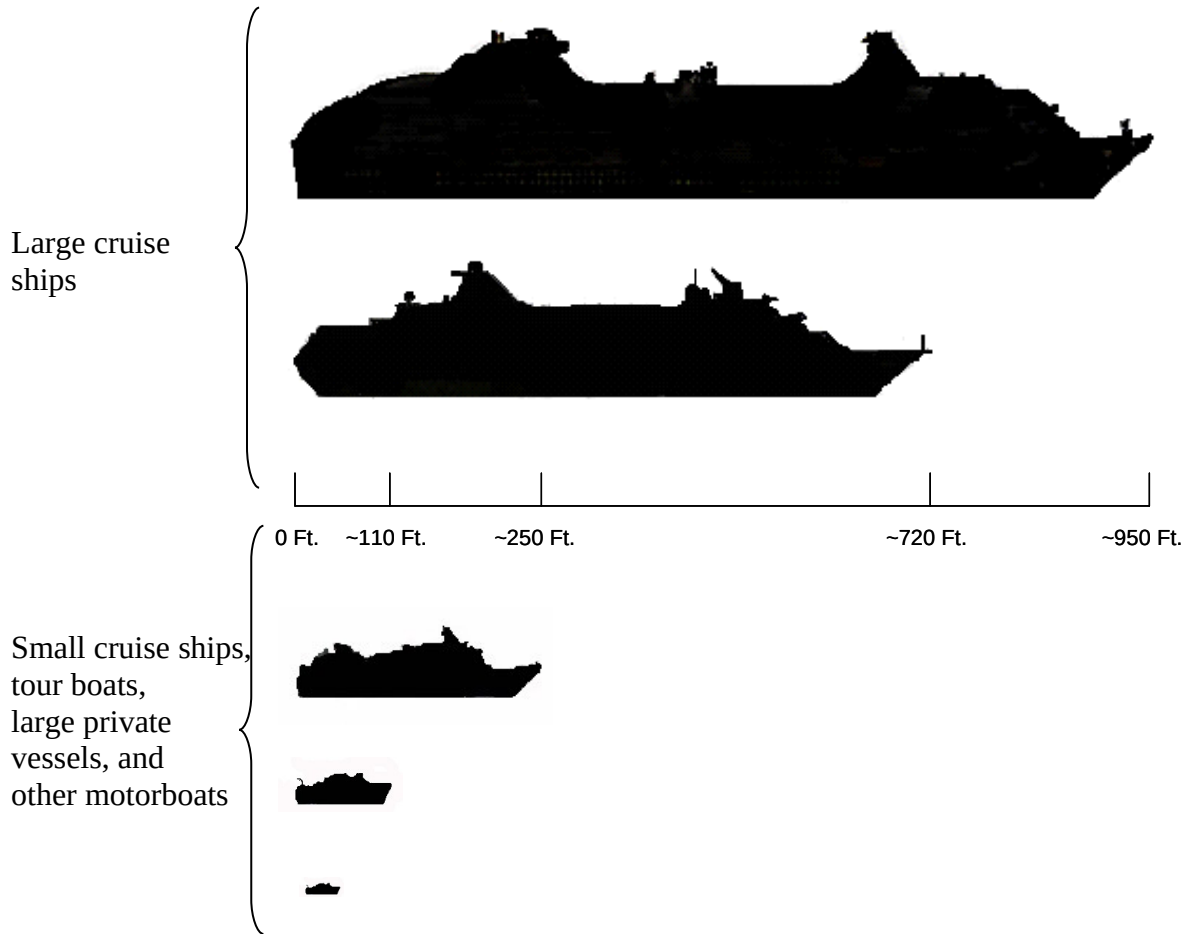 Large cruise
ships
0 Ft. ~110 Ft. ~250 Ft. ~720 Ft. ~950 Ft.
Small cruise ships,
tour boats,
large private
vessels, and
other motorboats